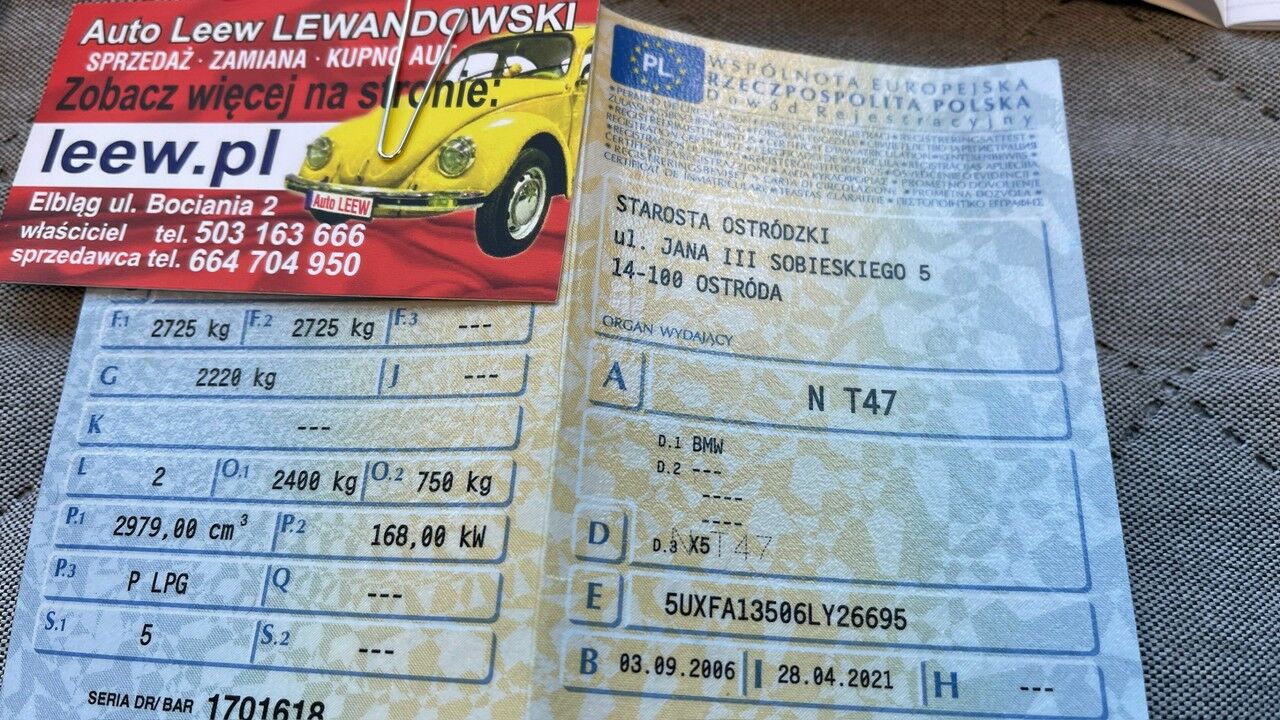 Auto Leew LEWANDOWSKI
SPRZEDAŻ · ZAMIANA · KUPNO AUT
Zobacz więcej na stronie:
leew.pl
Auto LEEW
Elbląg ul. Bociania 2
właściciel tel. 503 163 666
sprzedawca tel. 664 704 950
F.1 2725 kg F.2 2725 kg F.3 ---
G 2220 kg J ---
K ---
L 2 O.1 2400 kg O.2 750 kg
P.1 2979,00 cm³ P.2 168,00 kW
P.3 P LPG Q ---
S.1 5 S.2 ---
SERIA DR/BAR 1701618
PL
WSPÓLNOTA EUROPEJSKA
RZECZPOSPOLITA POLSKA
Dowód Rejestracyjny
STAROSTA OSTRÓDZKI
ul. JANA III SOBIESKIEGO 5
14-100 OSTRÓDA
ORGAN WYDAJĄCY
A N T47
D.1 BMW
D.2 ---
----
----
D D.3 X5
E 5UXFA13506LY26695
B 03.09.2006 I 28.04.2021 H ---